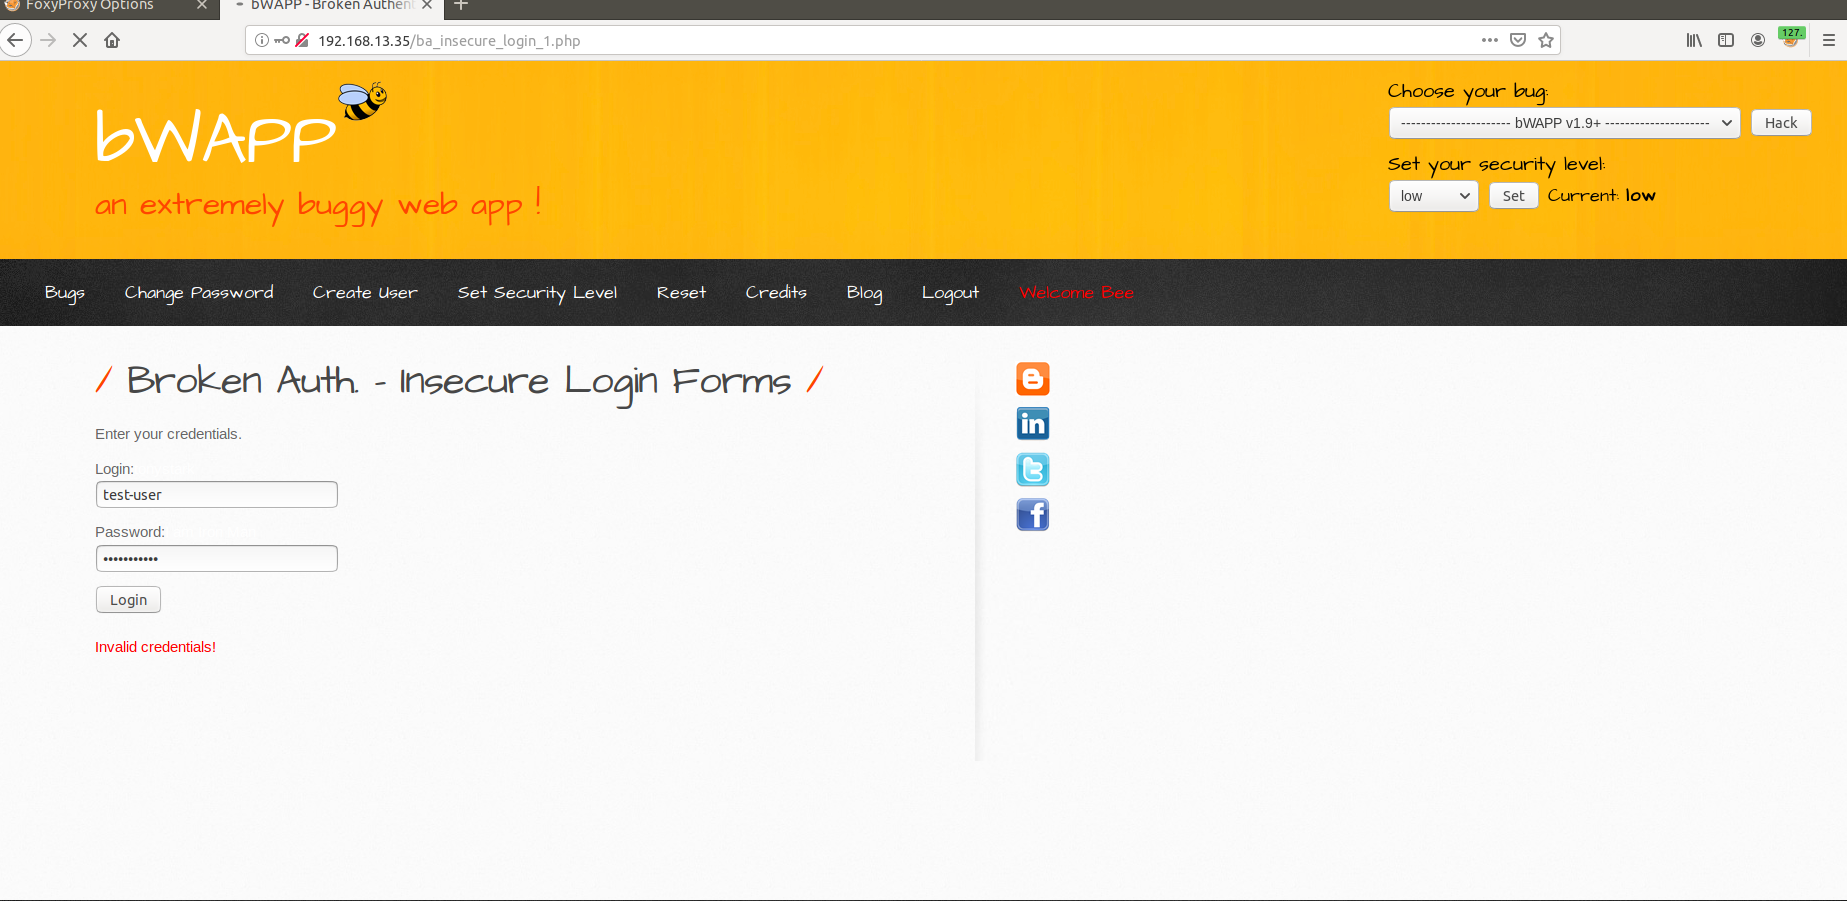 FoxyProxy Options
bWAPP - Broken Authent
192.168.13.35/ba_insecure_login_1.php
127.
bWAPP
an extremely buggy web app !
Choose your bug:
---------------------- bWAPP v1.9+ ---------------------
Hack
Set your security level:
low
Set
Current: low
Bugs
Change Password
Create User
Set Security Level
Reset
Credits
Blog
Logout
Welcome Bee
/ Broken Auth. - Insecure Login Forms /
Enter your credentials.
Login:
test-user
Password:
•••••••••••
Login
Invalid credentials!